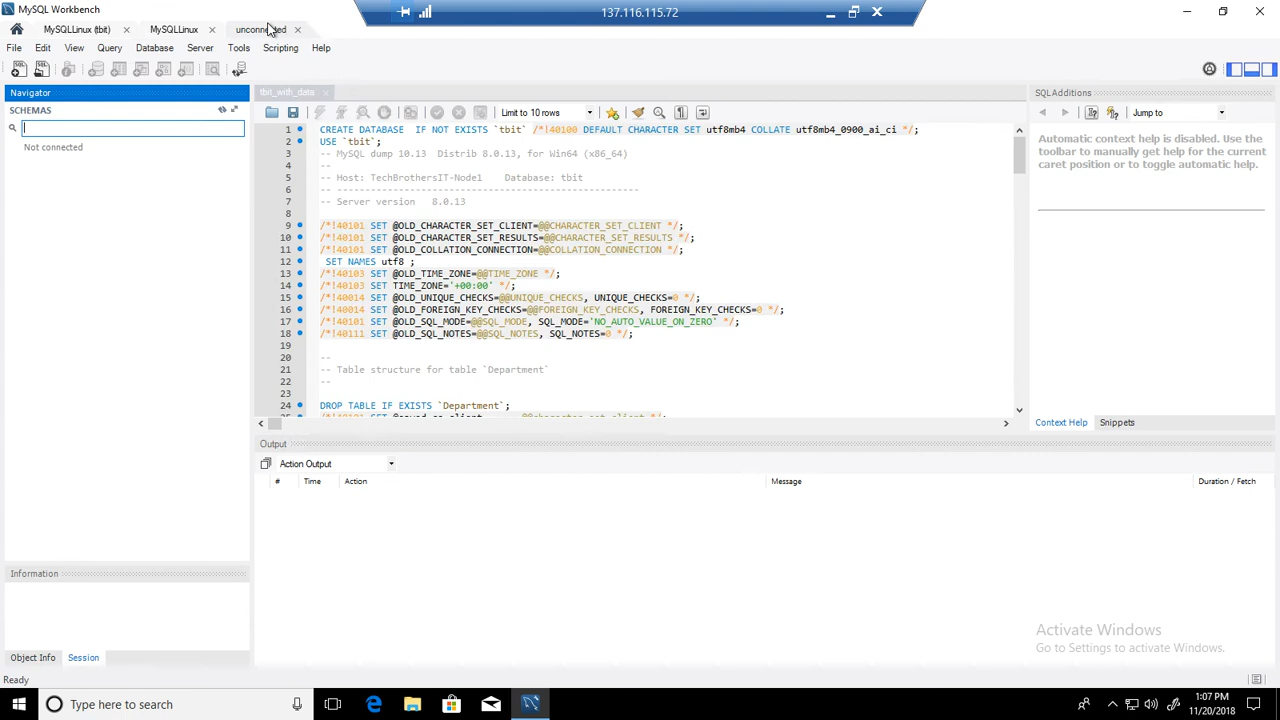 MySQL Workbench
137.116.115.72
MySQLLinux (tbit)
MySQLLinux
unconnected
File Edit View Query Database Server Tools Scripting Help
Navigator
SCHEMAS
Not connected
Information
Object Info Session
Ready
tbit_with_data
Limit to 10 rows
1 CREATE DATABASE  IF NOT EXISTS `tbit` /*!40100 DEFAULT CHARACTER SET utf8mb4 COLLATE utf8mb4_0900_ai_ci */;
2 USE `tbit`;
3 -- MySQL dump 10.13  Distrib 8.0.13, for Win64 (x86_64)
4 --
5 -- Host: TechBrothersIT-Node1    Database: tbit
6 -- ------------------------------------------------------
7 -- Server version   8.0.13
8
9 /*!40101 SET @OLD_CHARACTER_SET_CLIENT=@@CHARACTER_SET_CLIENT */;
10 /*!40101 SET @OLD_CHARACTER_SET_RESULTS=@@CHARACTER_SET_RESULTS */;
11 /*!40101 SET @OLD_COLLATION_CONNECTION=@@COLLATION_CONNECTION */;
12 SET NAMES utf8 ;
13 /*!40103 SET @OLD_TIME_ZONE=@@TIME_ZONE */;
14 /*!40103 SET TIME_ZONE='+00:00' */;
15 /*!40014 SET @OLD_UNIQUE_CHECKS=@@UNIQUE_CHECKS, UNIQUE_CHECKS=0 */;
16 /*!40014 SET @OLD_FOREIGN_KEY_CHECKS=@@FOREIGN_KEY_CHECKS, FOREIGN_KEY_CHECKS=0 */;
17 /*!40101 SET @OLD_SQL_MODE=@@SQL_MODE, SQL_MODE='NO_AUTO_VALUE_ON_ZERO' */;
18 /*!40111 SET @OLD_SQL_NOTES=@@SQL_NOTES, SQL_NOTES=0 */;
19
20 --
21 -- Table structure for table `Department`
22 --
23
24 DROP TABLE IF EXISTS `Department`;
25 /*!40101 SET @saved_cs_client     = @@character_set_client */;
Output
Action Output
# Time Action Message Duration / Fetch
SQLAdditions
Jump to
Automatic context help is disabled. Use the
toolbar to manually get help for the current
caret position or to toggle automatic help.
Context Help Snippets
Activate Windows
Go to Settings to activate Windows.
Type here to search
1:07 PM
11/20/2018